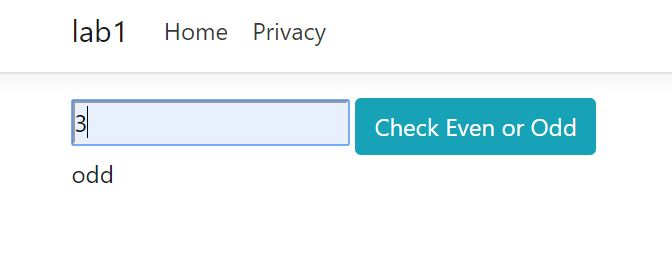 lab1 Home Privacy
3 Check Even or Odd
odd